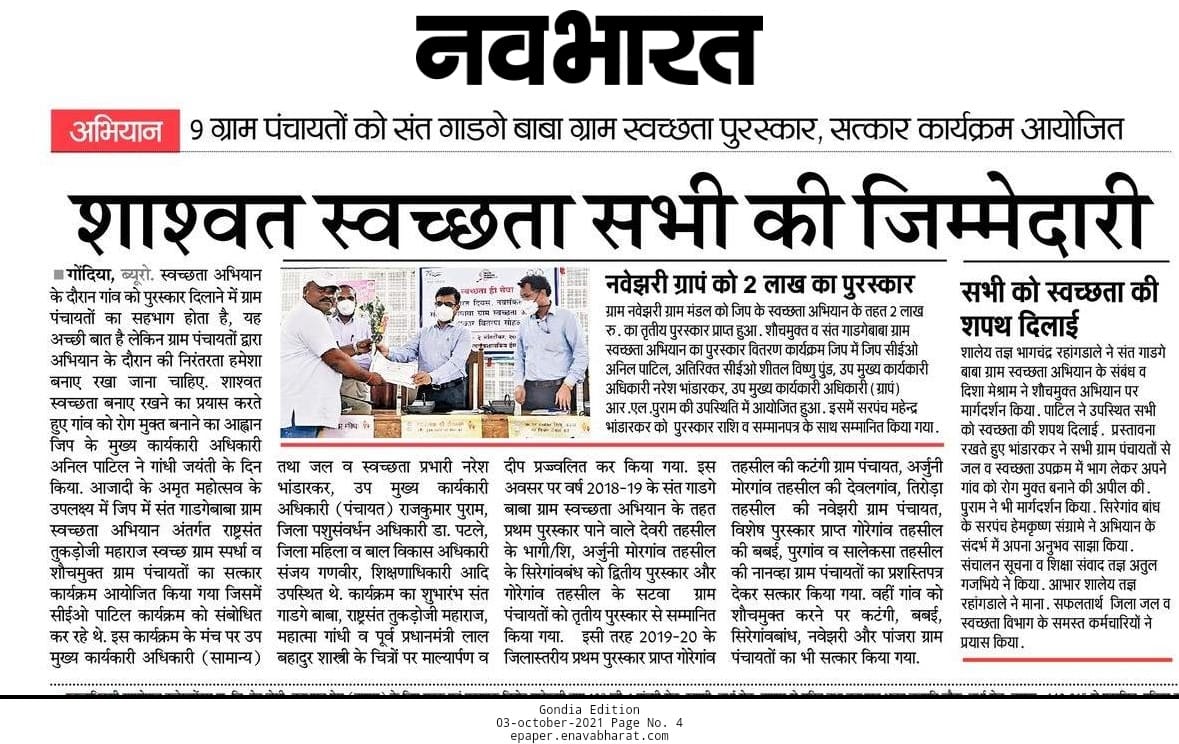 नवभारत
अभियान
9 ग्राम पंचायतों को संत गाडगे बाबा ग्राम स्वच्छता पुरस्कार, सत्कार कार्यक्रम आयोजित
शाश्वत स्वच्छता सभी की जिम्मेदारी
■गोंदिया, ब्यूरो. स्वच्छता अभियान
के दौरान गांव को पुरस्कार दिलाने में ग्राम
पंचायतों का सहभाग होता है, यह
अच्छी बात है लेकिन ग्राम पंचायतों द्वारा
अभियान के दौरान की निरंतरता हमेशा
बनाए रखा जाना चाहिए. शाश्वत
स्वच्छता बनाए रखने का प्रयास करते
हुए गांव को रोग मुक्त बनाने का आह्वान
जिप के मुख्य कार्यकारी अधिकारी
अनिल पाटिल ने गांधी जयंती के दिन
किया. आजादी के अमृत महोत्सव के
उपलक्ष्य में जिप में संत गाडगेबाबा ग्राम
स्वच्छता अभियान अंतर्गत राष्ट्रसंत
तुकड़ोजी महाराज स्वच्छ ग्राम स्पर्धा व
शौचमुक्त ग्राम पंचायतों का सत्कार
कार्यक्रम आयोजित किया गया जिसमें
सीईओ पाटिल कार्यक्रम को संबोधित
कर रहे थे. इस कार्यक्रम के मंच पर उप
मुख्य कार्यकारी अधिकारी (सामान्य)
तथा जल व स्वच्छता प्रभारी नरेश
भांडारकर, उप मुख्य कार्यकारी
अधिकारी (पंचायत) राजकुमार पुराम,
जिला पशुसंवर्धन अधिकारी डा. पटले,
जिला महिला व बाल विकास अधिकारी
संजय गणवीर, शिक्षणाधिकारी आदि
उपस्थित थे. कार्यक्रम का शुभारंभ संत
गाडगे बाबा, राष्ट्रसंत तुकड़ोजी महाराज,
महात्मा गांधी व पूर्व प्रधानमंत्री लाल
बहादुर शास्त्री के चित्रों पर माल्यार्पण व
दीप प्रज्वलित कर किया गया. इस
अवसर पर वर्ष 2018-19 के संत गाडगे
बाबा ग्राम स्वच्छता अभियान के तहत
प्रथम पुरस्कार पाने वाले देवरी तहसील
के भागी/शि, अर्जुनी मोरगांव तहसील
के सिरेगांवबंध को द्वितीय पुरस्कार और
गोरेगांव तहसील के सटवा ग्राम
पंचायतों को तृतीय पुरस्कार से सम्मानित
किया गया. इसी तरह 2019-20 के
जिलास्तरीय प्रथम पुरस्कार प्राप्त गोरेगांव
तहसील की कटंगी ग्राम पंचायत, अर्जुनी
मोरगांव तहसील की देवलगांव, तिरोड़ा
तहसील की नवेझरी ग्राम पंचायत,
विशेष पुरस्कार प्राप्त गोरेगांव तहसील
की बबई, पुरगांव व सालेकसा तहसील
की नानव्हा ग्राम पंचायतों का प्रशस्तिपत्र
देकर सत्कार किया गया. वहीं गांव को
शौचमुक्त करने पर कटंगी, बबई,
सिरेगांवबांध, नवेझरी और पांजरा ग्राम
पंचायतों का भी सत्कार किया गया.
नवेझरी ग्रापं को 2 लाख का पुरस्कार
ग्राम नवेझरी ग्राम मंडल को जिप के स्वच्छता अभियान के तहत 2 लाख
रु. का तृतीय पुरस्कार प्राप्त हुआ. शौचमुक्त व संत गाडगेबाबा ग्राम
स्वच्छता अभियान का पुरस्कार वितरण कार्यक्रम जिप में जिप सीईओ
अनिल पाटिल, अतिरिक्त सीईओ शीतल विष्णु पुंड, उप मुख्य कार्यकारी
अधिकारी नरेश भांडारकर, उप मुख्य कार्यकारी अधिकारी (ग्रापं)
आर.एल.पुराम की उपस्थिति में आयोजित हुआ. इसमें सरपंच महेन्द्र
भांडारकर को पुरस्कार राशि व सम्मानपत्र के साथ सम्मानित किया गया.
सभी को स्वच्छता की
शपथ दिलाई
शालेय तज्ञ भागचंद्र रहांगडाले ने संत गाडगे
बाबा ग्राम स्वच्छता अभियान के संबंध व
दिशा मेश्राम ने शौचमुक्त अभियान पर
मार्गदर्शन किया. पाटिल ने उपस्थित सभी
को स्वच्छता की शपथ दिलाई. प्रस्तावना
रखते हुए भांडारकर ने सभी ग्राम पंचायतों से
जल व स्वच्छता उपक्रम में भाग लेकर अपने
गांव को रोग मुक्त बनाने की अपील की.
पुराम ने भी मार्गदर्शन किया. सिरेगांव बांध
के सरपंच हेमकृष्ण संग्रामे ने अभियान के
संदर्भ में अपना अनुभव साझा किया.
संचालन सूचना व शिक्षा संवाद तज्ञ अतुल
गजभिये ने किया. आभार शालेय तज्ञ
रहांगडाले ने माना. सफलतार्थ जिला जल व
स्वच्छता विभाग के समस्त कर्मचारियों ने
प्रयास किया.
Gondia Edition
03-october-2021 Page No. 4
epaper.enavabharat.com